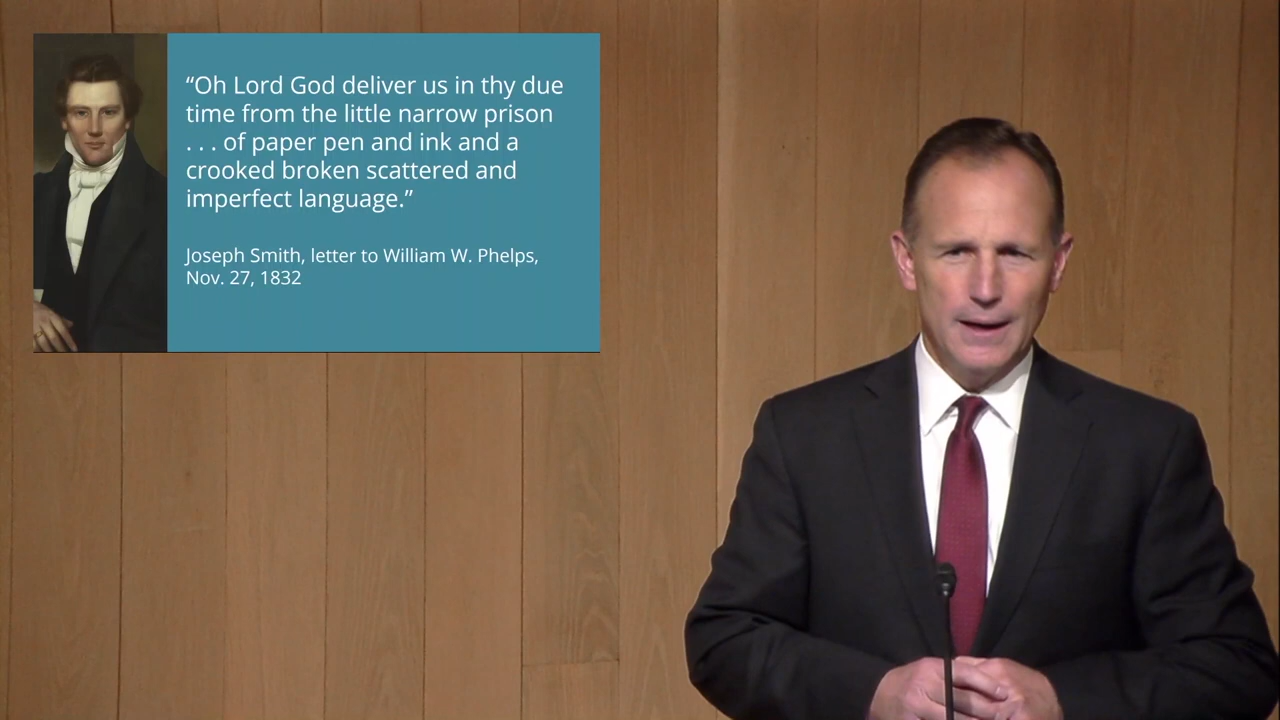 “Oh Lord God deliver us in thy due
time from the little narrow prison
. . . of paper pen and ink and a
crooked broken scattered and
imperfect language.”
Joseph Smith, letter to William W. Phelps,
Nov. 27, 1832